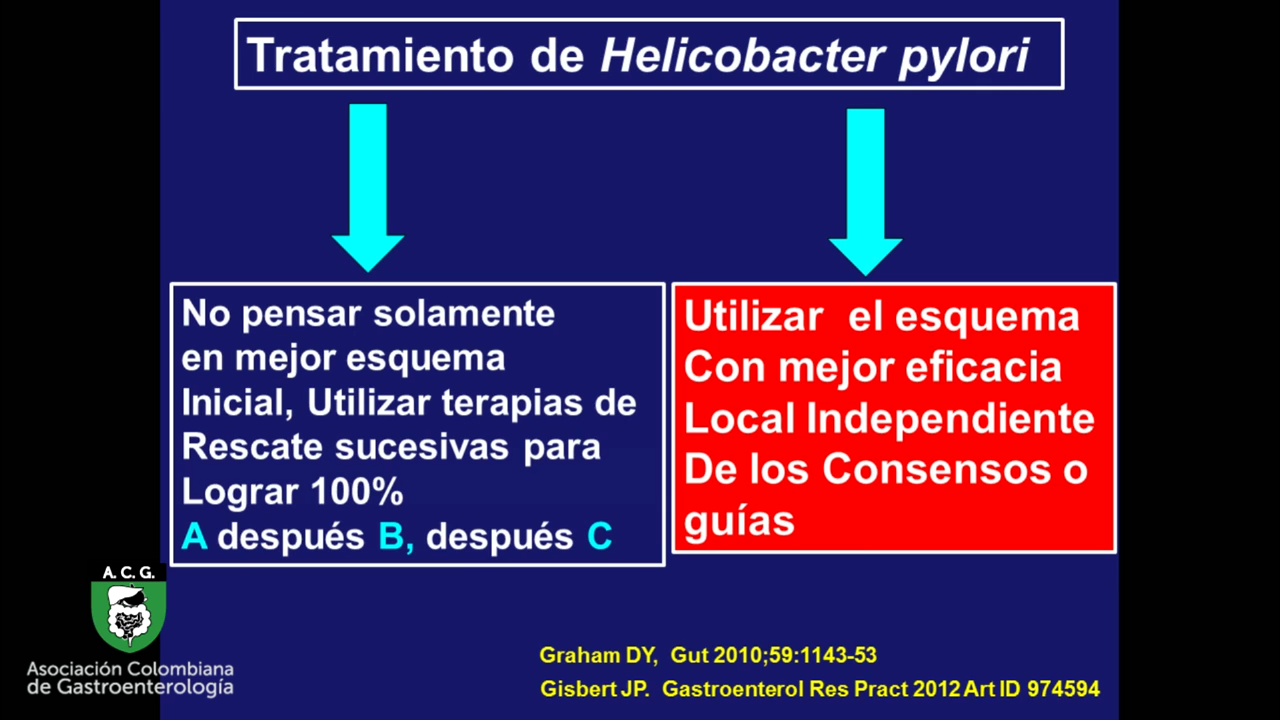 Tratamiento de Helicobacter pylori
No pensar solamente
en mejor esquema
Inicial, Utilizar terapias de
Rescate sucesivas para
Lograr 100%
A después B, después C
Utilizar el esquema
Con mejor eficacia
Local Independiente
De los Consensos o
guías
A. C. G.
Asociación Colombiana
de Gastroenterología
Graham DY, Gut 2010;59:1143-53
Gisbert JP. Gastroenterol Res Pract 2012 Art ID 974594